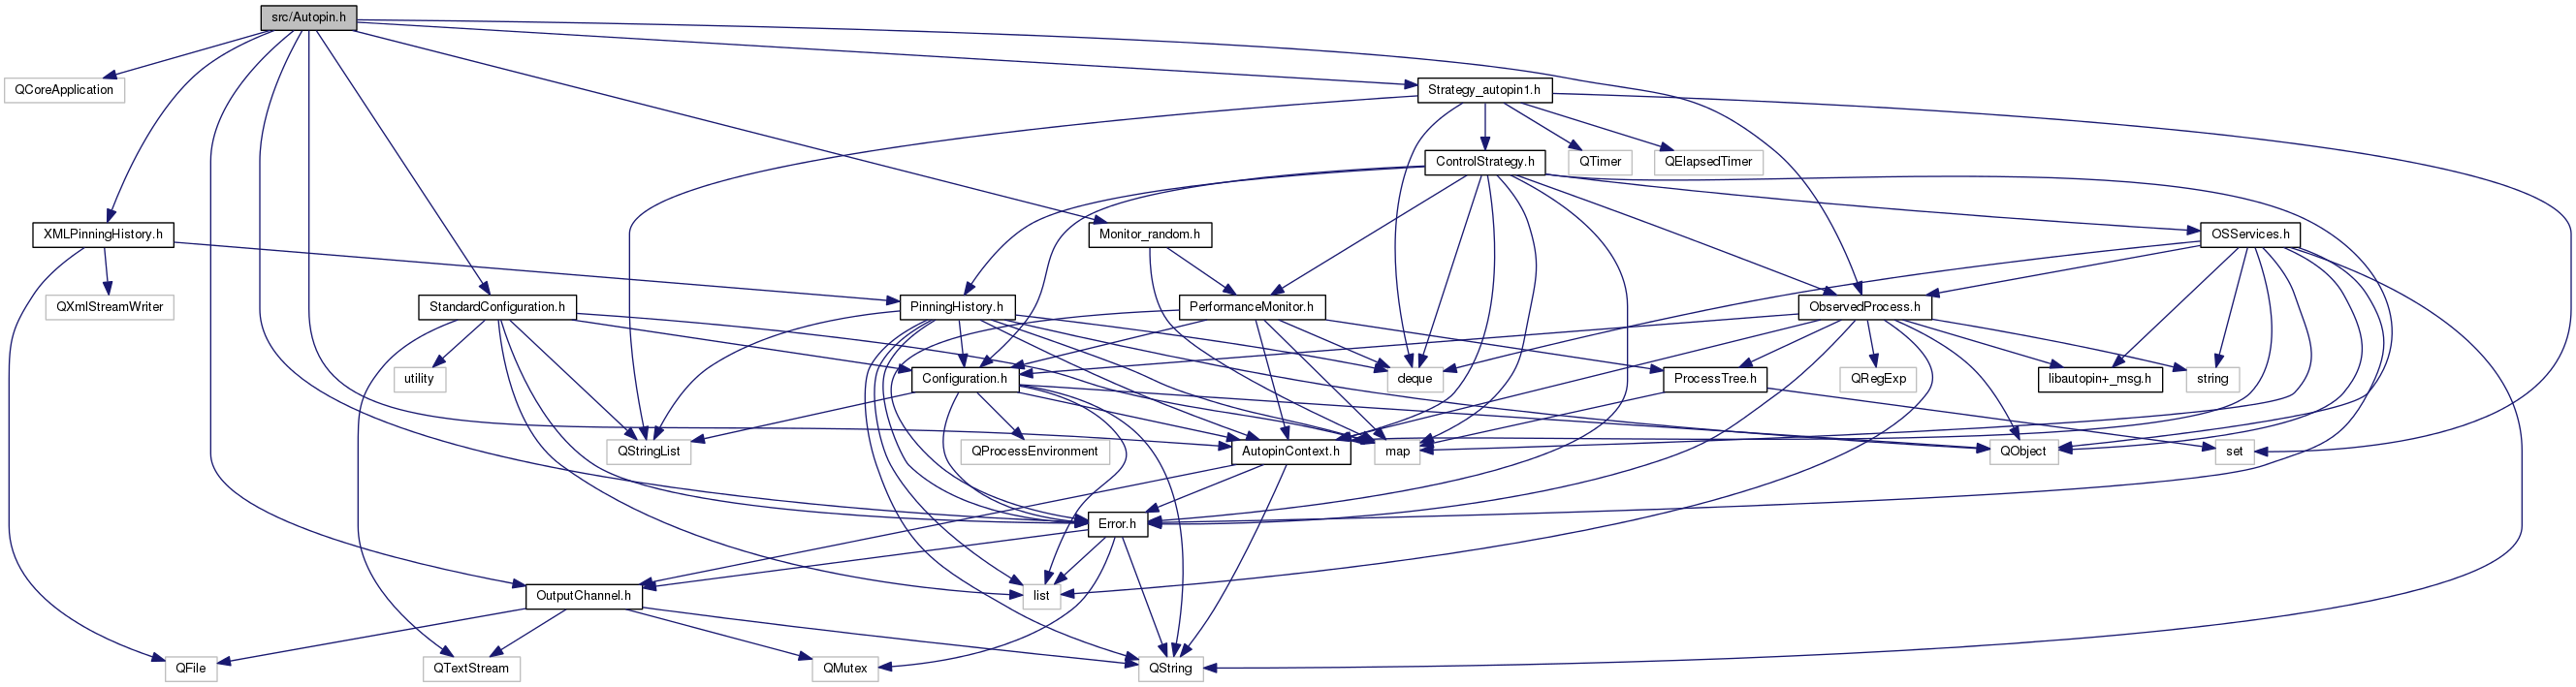 src/Autopin.h
QCoreApplication
Strategy_autopin1.h
ControlStrategy.h
QTimer
QElapsedTimer
XMLPinningHistory.h
Monitor_random.h
OSServices.h
QXmlStreamWriter
StandardConfiguration.h
PinningHistory.h
PerformanceMonitor.h
ObservedProcess.h
utility
Configuration.h
deque
ProcessTree.h
QRegExp
libautopin+_msg.h
string
QStringList
QProcessEnvironment
AutopinContext.h
map
QObject
set
Error.h
OutputChannel.h
list
QFile
QTextStream
QMutex
QString